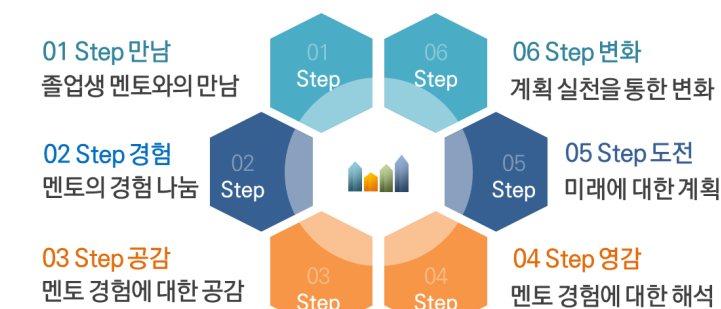 01 Step 만남
졸업생 멘토와의 만남
01
Step
06
Step
06 Step 변화
계획 실천을 통한 변화
02 Step 경험
멘토의 경험 나눔
02
Step
05
Step
05 Step 도전
미래에 대한 계획
03 Step 공감
멘토 경험에 대한 공감
03
Step
04
Step
04 Step 영감
멘토 경험에 대한 해석